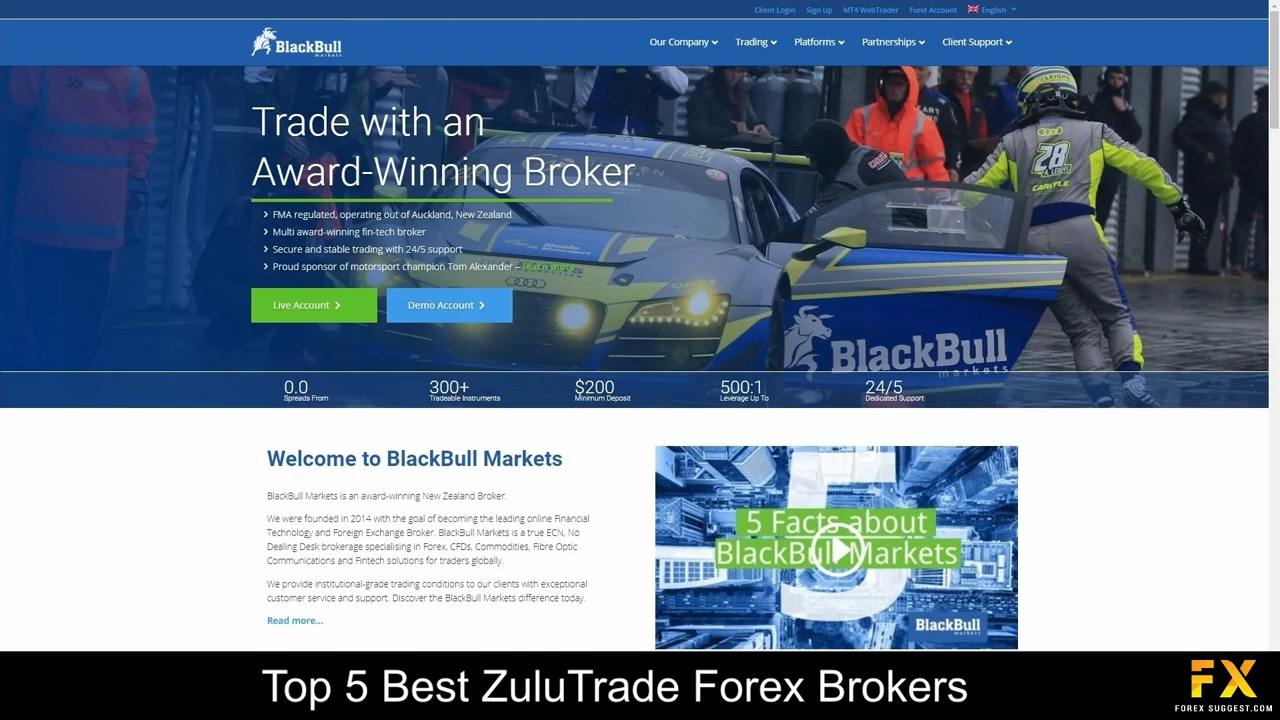 Client Login Sign Up MT4 WebTrader Fund Account English
BlackBull
markets
Our Company Trading Platforms Partnerships Client Support
Trade with an
Award-Winning Broker
FMA regulated, operating out of Auckland, New Zealand
Multi award-winning fin-tech broker
Secure and stable trading with 24/5 support
Proud sponsor of motorsport champion Tom Alexander – learn more
Live Account
Demo Account
CARLYLE
LEIGHS
28
A. LEIGHS
CARLYLE
BlackBull
markets
0.0 300+ $200 500:1 24/5
Spreads From Tradeable Instruments Minimum Deposit Leverage Up To Dedicated Support
Welcome to BlackBull Markets
BlackBull Markets is an award-winning New Zealand Broker.
We were founded in 2014 with the goal of becoming the leading online Financial
Technology and Foreign Exchange Broker. BlackBull Markets is a true ECN, No
Dealing Desk brokerage specialising in Forex, CFDs, Commodities, Fibre Optic
Communications and Fintech solutions for traders globally.
We provide institutional-grade trading conditions to our clients with exceptional
customer service and support. Discover the BlackBull Markets difference today.
Read more...
5
5 Facts about
BlackBull Markets
BlackBull
markets
Top 5 Best ZuluTrade Forex Brokers
FX
FOREX SUGGEST.COM